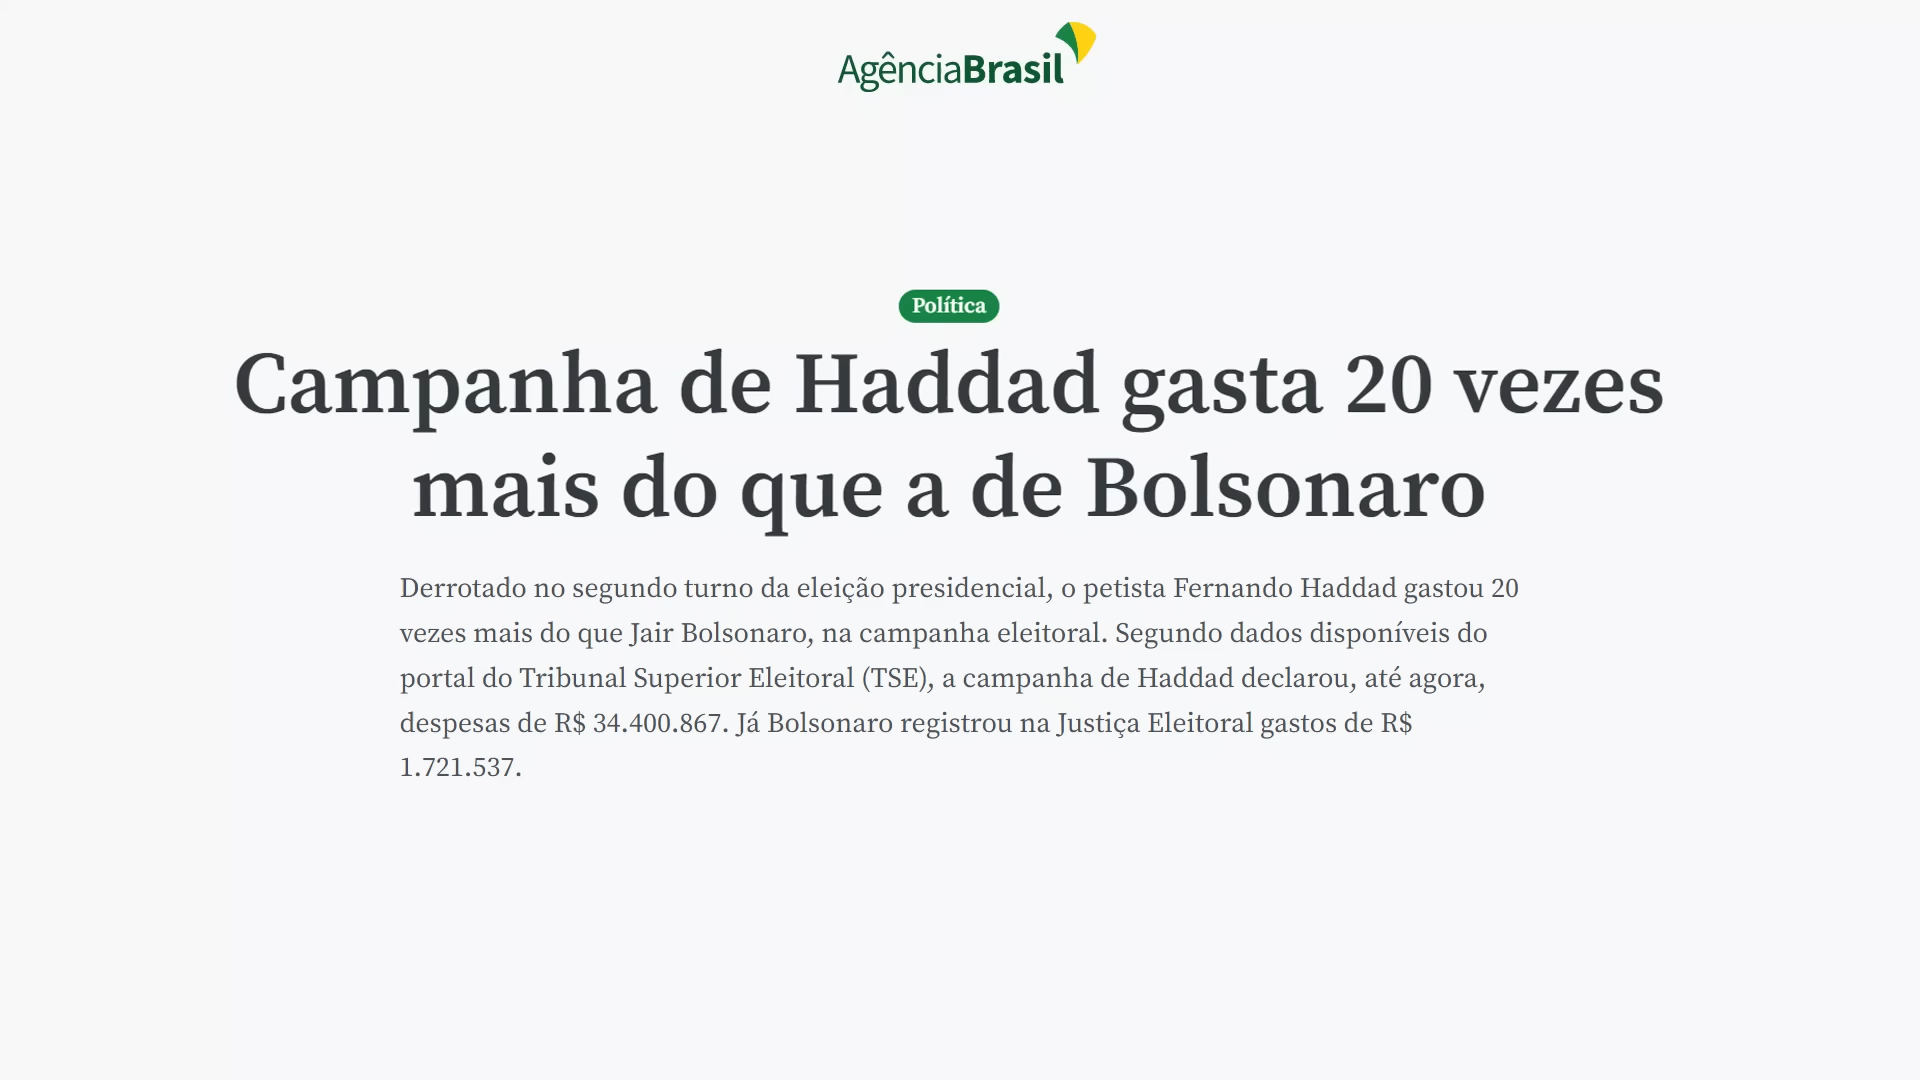 AgênciaBrasil
Política
Campanha de Haddad gasta 20 vezes
mais do que a de Bolsonaro
Derrotado no segundo turno da eleição presidencial, o petista Fernando Haddad gastou 20
vezes mais do que Jair Bolsonaro, na campanha eleitoral. Segundo dados disponíveis do
portal do Tribunal Superior Eleitoral (TSE), a campanha de Haddad declarou, até agora,
despesas de R$ 34.400.867. Já Bolsonaro registrou na Justiça Eleitoral gastos de R$
1.721.537.